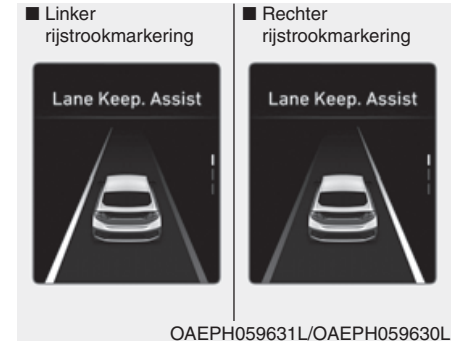 ■ Linker
rijstrookmarkering
Lane Keep. Assist
■ Rechter
rijstrookmarkering
Lane Keep. Assist
OAEPH059631L/OAEPH059630L